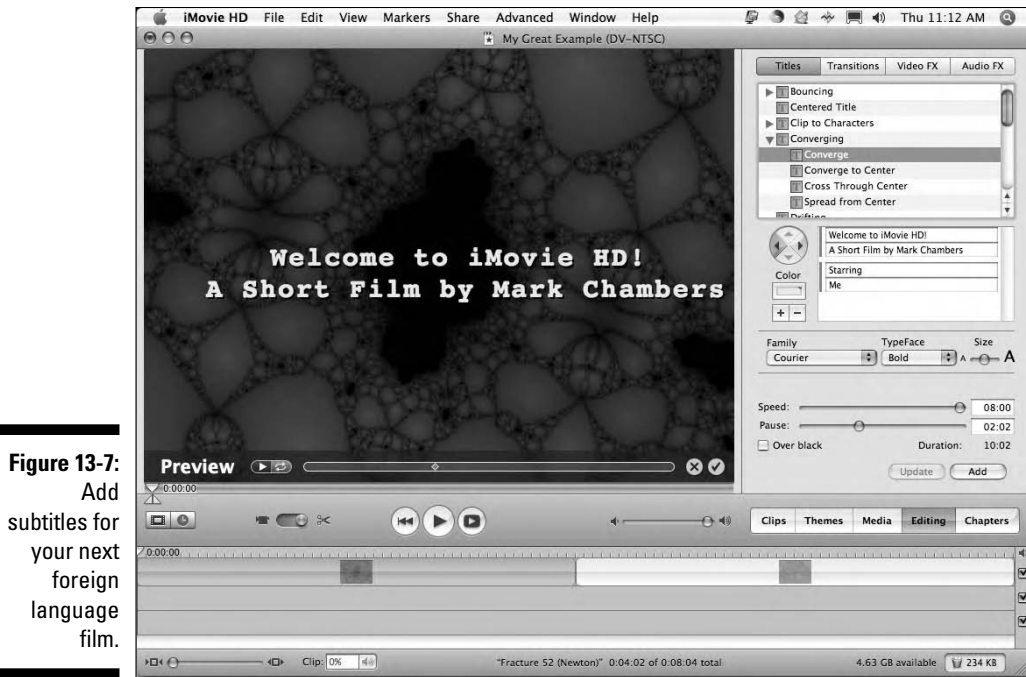 iMovie HD File Edit View Markers Share Advanced Window Help Thu 11:12 AM
My Great Example (DV-NTSC)
Titles Transitions Video FX Audio FX
Bouncing
Centered Title
Clip to Characters
Converging
Converge
Converge to Center
Cross Through Center
Spread from Center
Drifting
Welcome to iMovie HD!
A Short Film by Mark Chambers
Welcome to iMovie HD!
A Short Film by Mark Chambers
Color
Starring
Me
+ -
Family TypeFace Size
Courier Bold A A
Speed: 08:00
Pause: 02:02
Over black Duration: 10:02
Update Add
Preview
0:00:00
Clips Themes Media Editing Chapters
0:00:00
Clip: 0% "Fracture 52 (Newton)" 0:04:02 of 0:08:04 total 4.63 GB available 234 KB
Figure 13-7:
Add
subtitles for
your next
foreign
language
film.